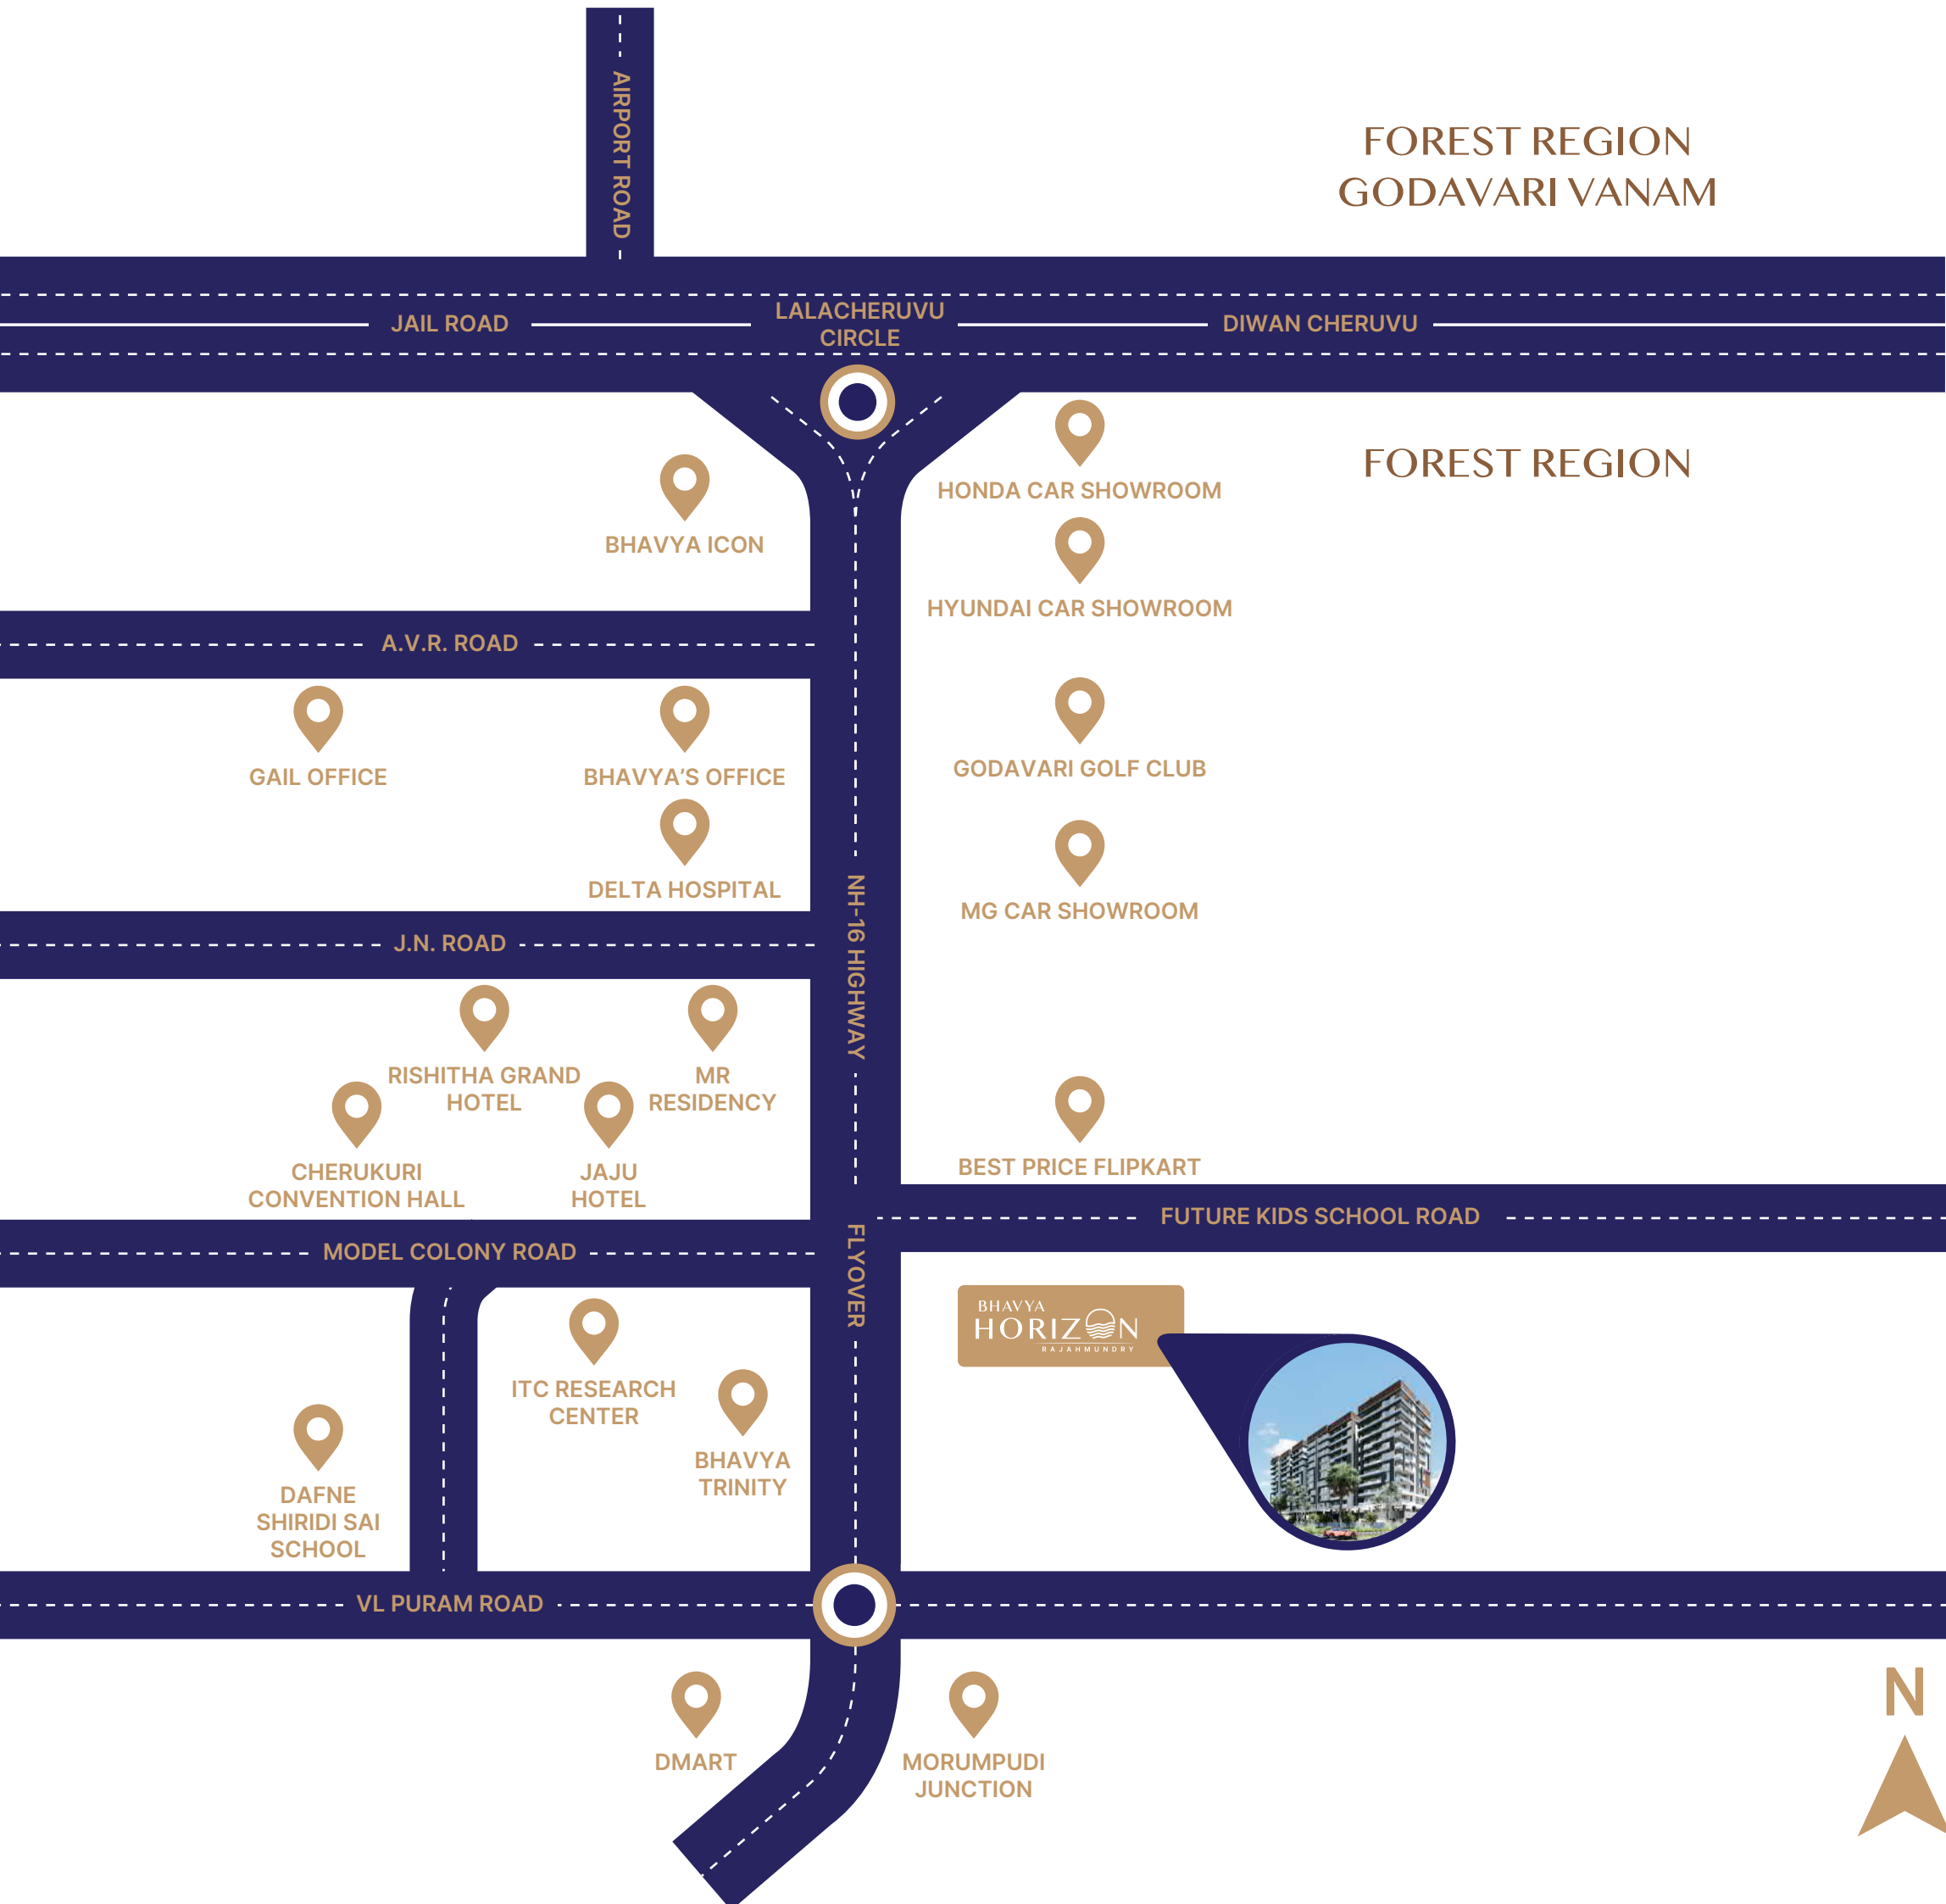 AIRPORT ROAD
FOREST REGION
GODAVARI VANAM
JAIL ROAD
LALACHERUVU
CIRCLE
DIWAN CHERUVU
HONDA CAR SHOWROOM
FOREST REGION
BHAVYA ICON
HYUNDAI CAR SHOWROOM
A.V.R. ROAD
GAIL OFFICE
BHAVYA’S OFFICE
GODAVARI GOLF CLUB
DELTA HOSPITAL
MG CAR SHOWROOM
NH-16 HIGHWAY
J.N. ROAD
RISHITHA GRAND
HOTEL
MR
RESIDENCY
CHERUKURI
CONVENTION HALL
JAJU
HOTEL
BEST PRICE FLIPKART
FUTURE KIDS SCHOOL ROAD
MODEL COLONY ROAD
FLYOVER
BHAVYA
HORIZON
RAJAHMUNDRY
ITC RESEARCH
CENTER
BHAVYA
TRINITY
DAFNE
SHIRIDI SAI
SCHOOL
VL PURAM ROAD
DMART
MORUMPUDI
JUNCTION
N